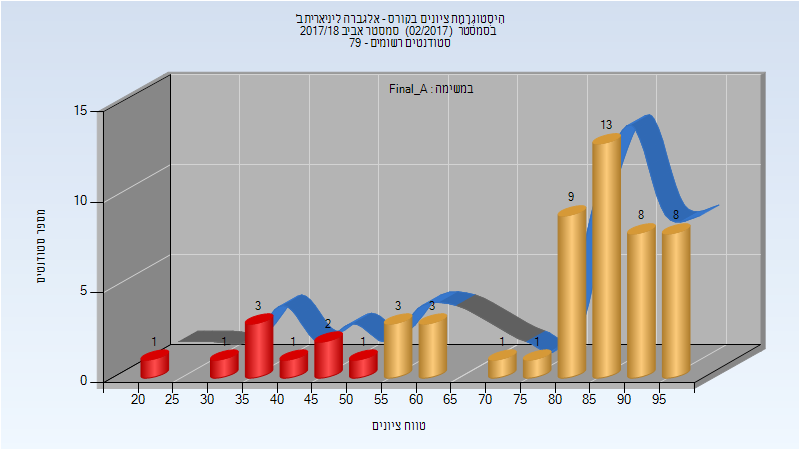 היסטוגרמת ציונים בקורס - אלגברה ליניארית ב'
בסמסטר (02/2017) סמסטר אביב 2017/18
סטודנטים רשומים - 79
במשימה : Final_A
15
10
5
0
מספר סטודנטים
1
1
3
1
2
1
3
3
1
1
9
13
8
8
20 25 30 35 40 45 50 55 60 65 70 75 80 85 90 95
טווח ציונים